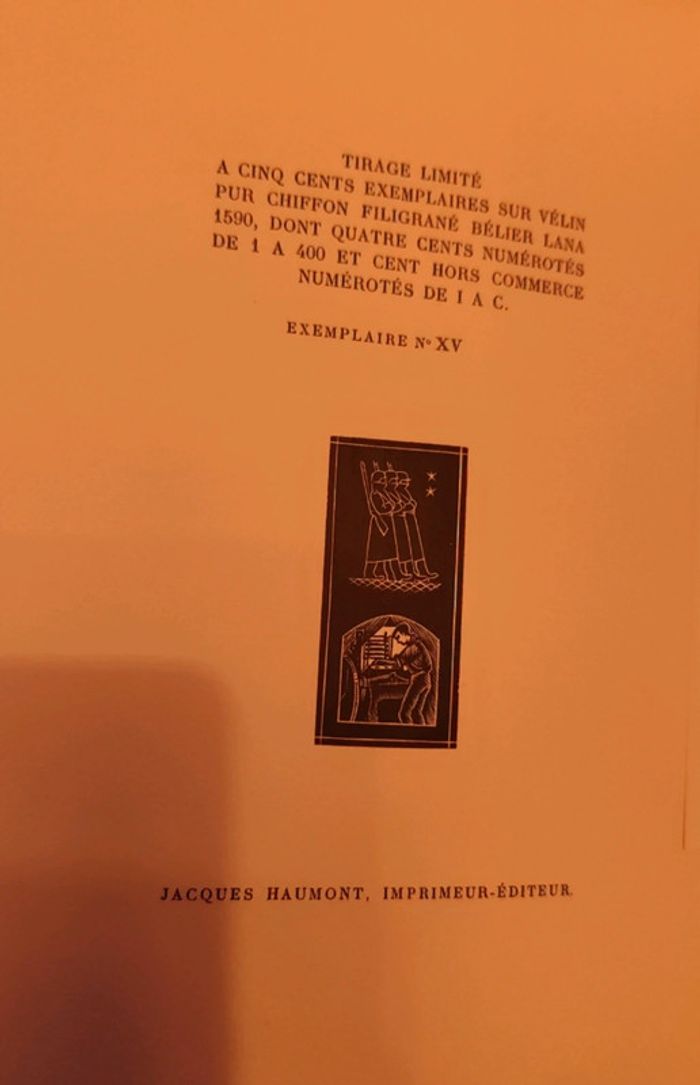 TIRAGE LIMITÉ
A CINQ CENTS EXEMPLAIRES SUR VÉLIN
PUR CHIFFON FILIGRANÉ BÉLIER LANA
1590, DONT QUATRE CENTS NUMÉROTÉS
DE 1 A 400 ET CENT HORS COMMERCE
NUMÉROTÉS DE I A C.
EXEMPLAIRE No XV
JACQUES HAUMONT, IMPRIMEUR-ÉDITEUR.